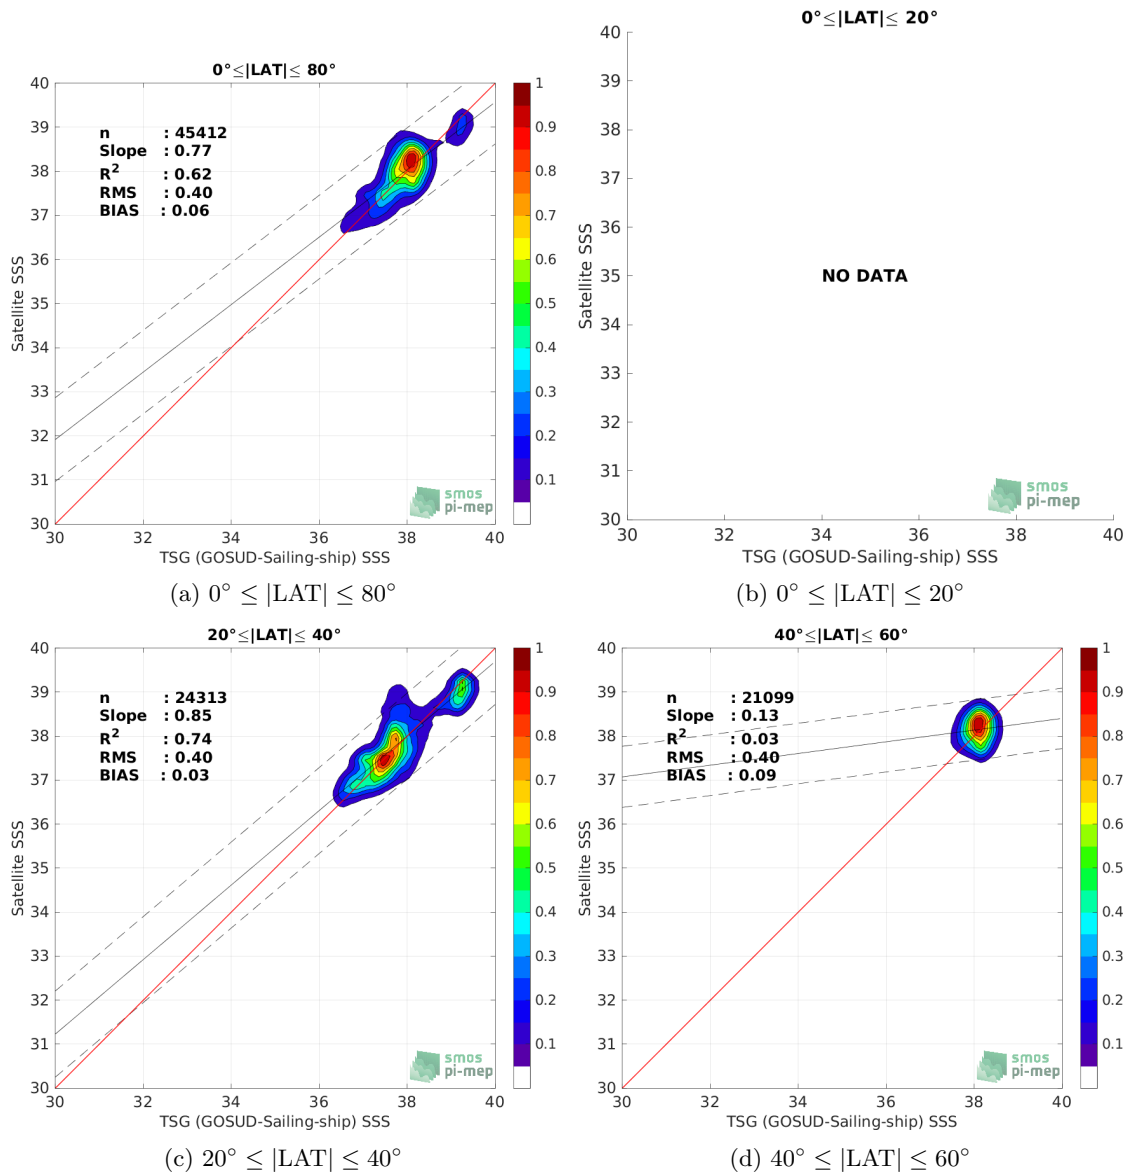 0°≤|LAT|≤ 80°
40
39
38
37
36
35
34
33
32
31
30
Satellite SSS
n : 45412
Slope : 0.77
R² : 0.62
RMS : 0.40
BIAS : 0.06
smos
pi-mep
30 32 34 36 38 40
TSG (GOSUD-Sailing-ship) SSS
1
0.9
0.8
0.7
0.6
0.5
0.4
0.3
0.2
0.1
(a) 0° ≤ |LAT| ≤ 80°
0°≤|LAT|≤ 20°
40
39
38
37
36
35
34
33
32
31
30
Satellite SSS
NO DATA
smos
pi-mep
30 32 34 36 38 40
TSG (GOSUD-Sailing-ship) SSS
(b) 0° ≤ |LAT| ≤ 20°
20°≤|LAT|≤ 40°
40
39
38
37
36
35
34
33
32
31
30
Satellite SSS
n : 24313
Slope : 0.85
R² : 0.74
RMS : 0.40
BIAS : 0.03
smos
pi-mep
30 32 34 36 38 40
TSG (GOSUD-Sailing-ship) SSS
1
0.9
0.8
0.7
0.6
0.5
0.4
0.3
0.2
0.1
(c) 20° ≤ |LAT| ≤ 40°
40°≤|LAT|≤ 60°
40
39
38
37
36
35
34
33
32
31
30
Satellite SSS
n : 21099
Slope : 0.13
R² : 0.03
RMS : 0.40
BIAS : 0.09
smos
pi-mep
30 32 34 36 38 40
TSG (GOSUD-Sailing-ship) SSS
1
0.9
0.8
0.7
0.6
0.5
0.4
0.3
0.2
0.1
(d) 40° ≤ |LAT| ≤ 60°